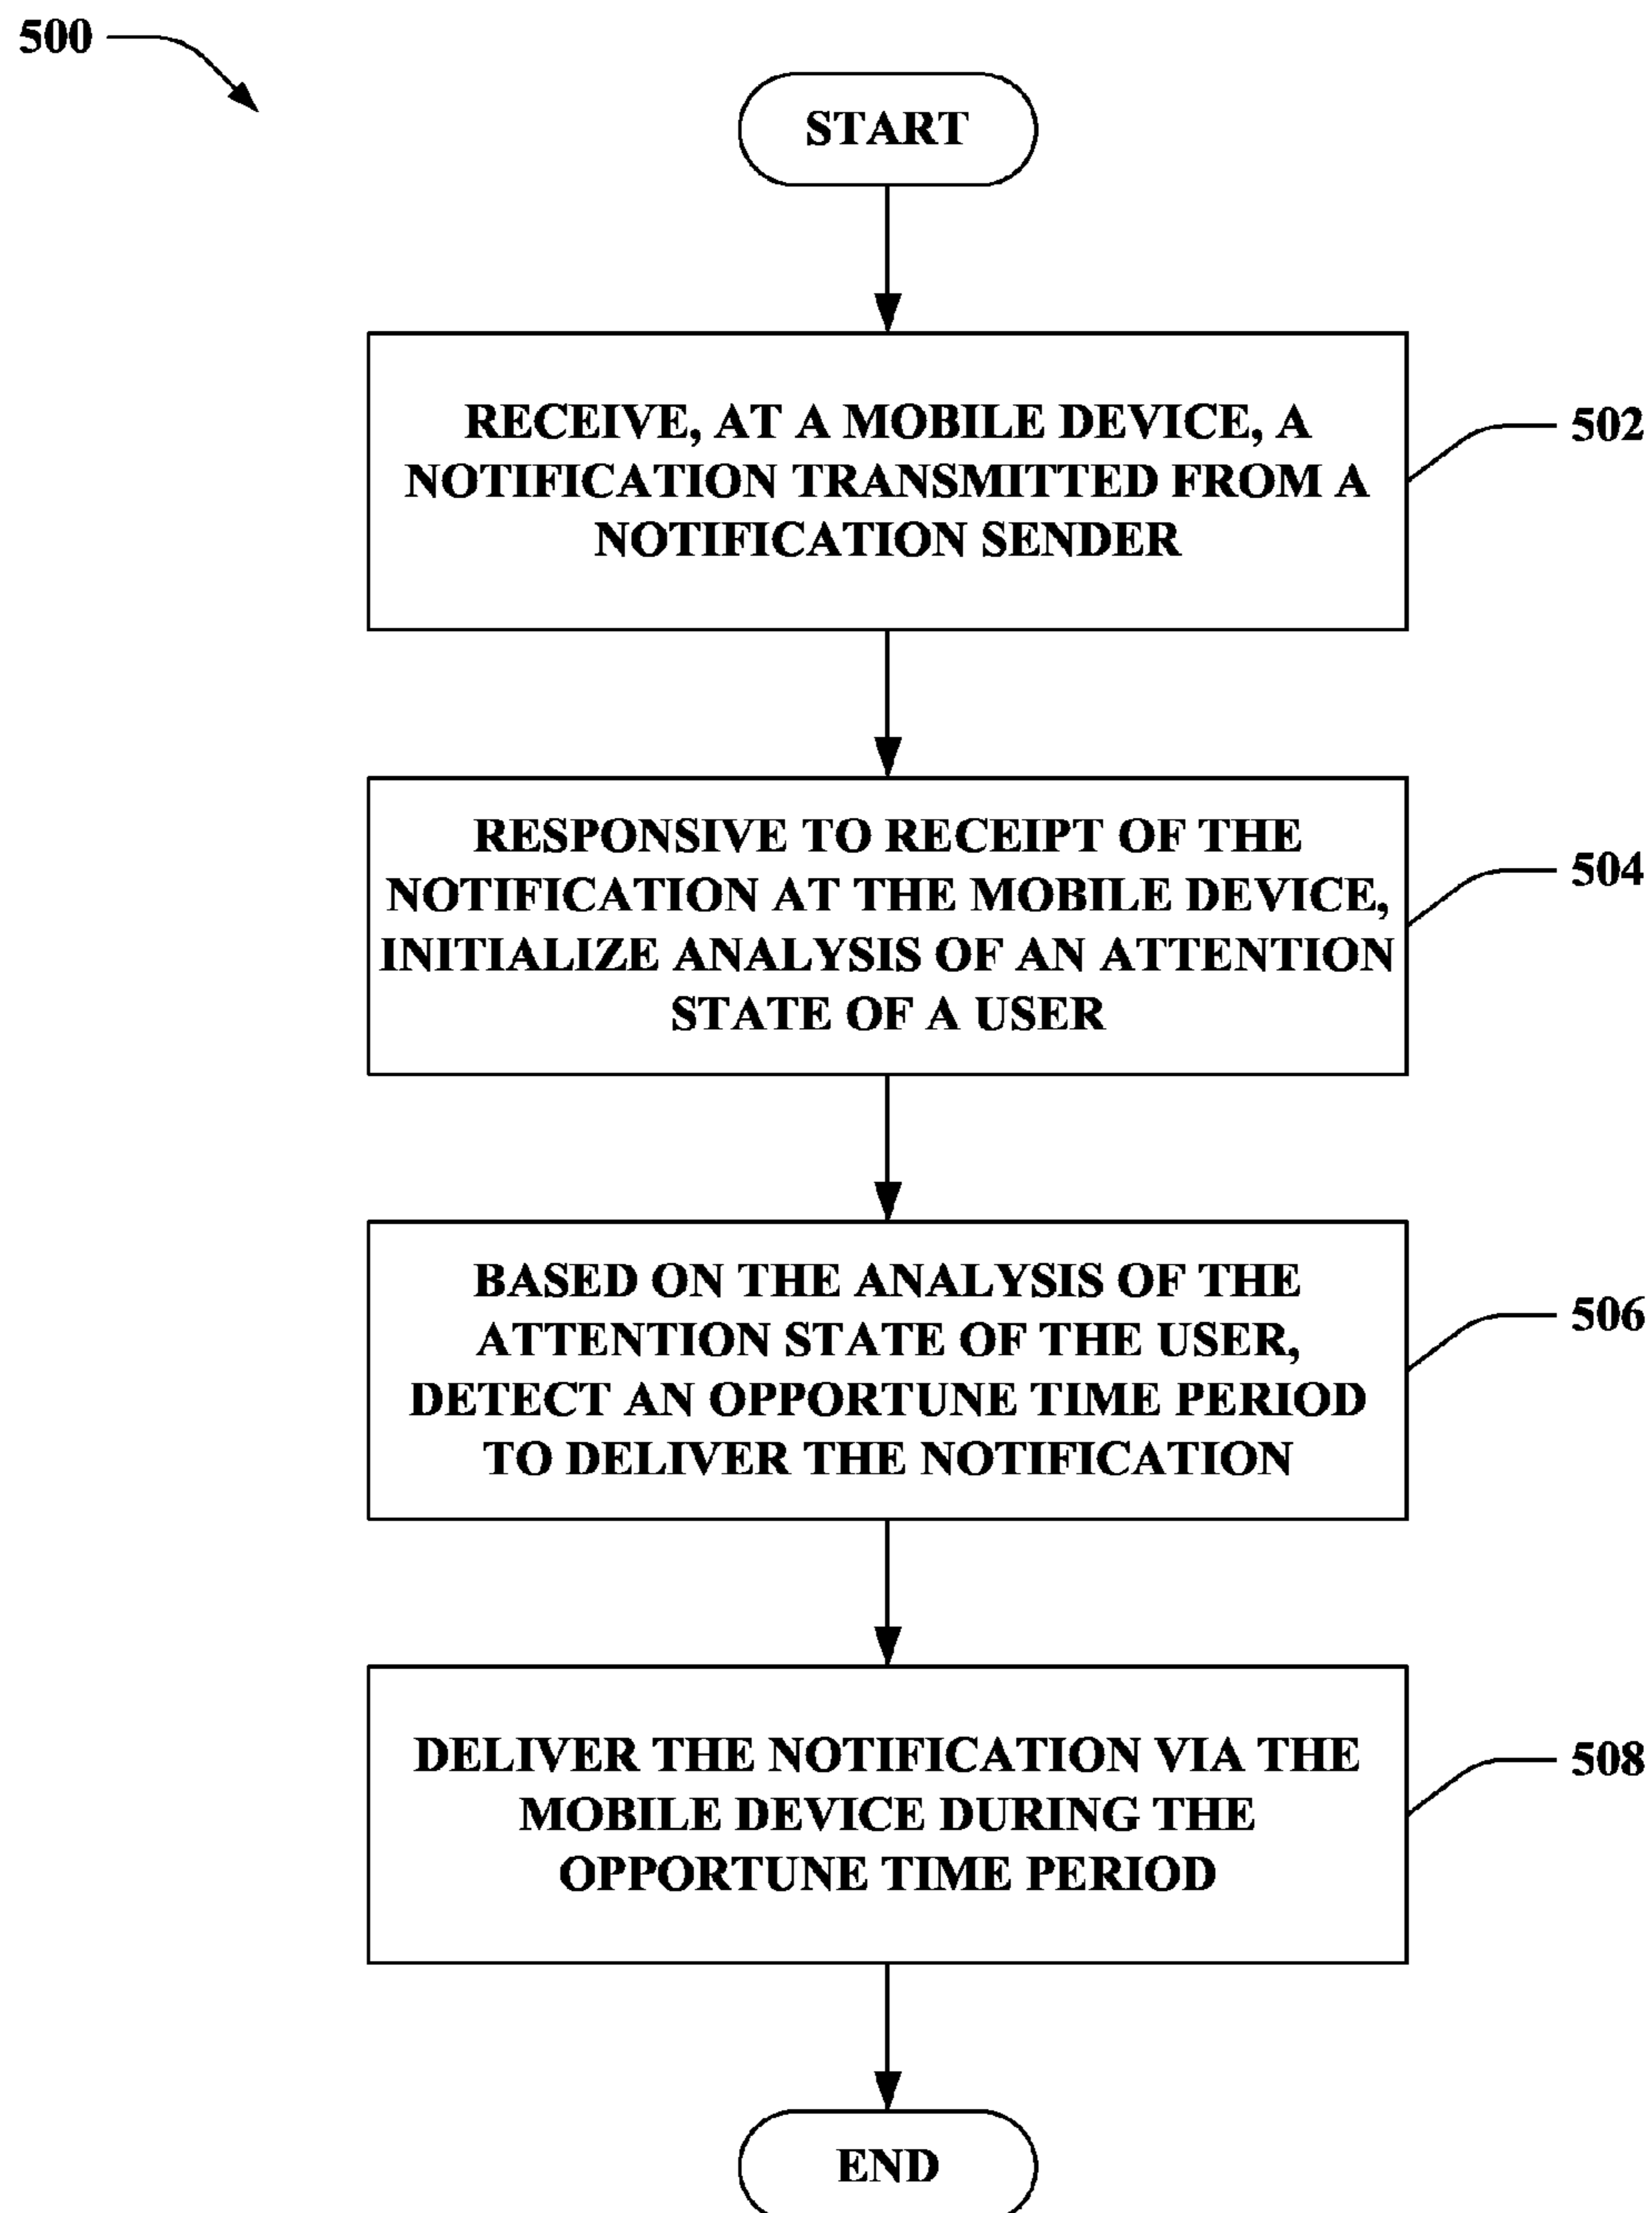 500
START
RECEIVE, AT A MOBILE DEVICE, A
NOTIFICATION TRANSMITTED FROM A
NOTIFICATION SENDER
502
RESPONSIVE TO RECEIPT OF THE
NOTIFICATION AT THE MOBILE DEVICE,
INITIALIZE ANALYSIS OF AN ATTENTION
STATE OF A USER
504
BASED ON THE ANALYSIS OF THE
ATTENTION STATE OF THE USER,
DETECT AN OPPORTUNE TIME PERIOD
TO DELIVER THE NOTIFICATION
506
DELIVER THE NOTIFICATION VIA THE
MOBILE DEVICE DURING THE
OPPORTUNE TIME PERIOD
508
END